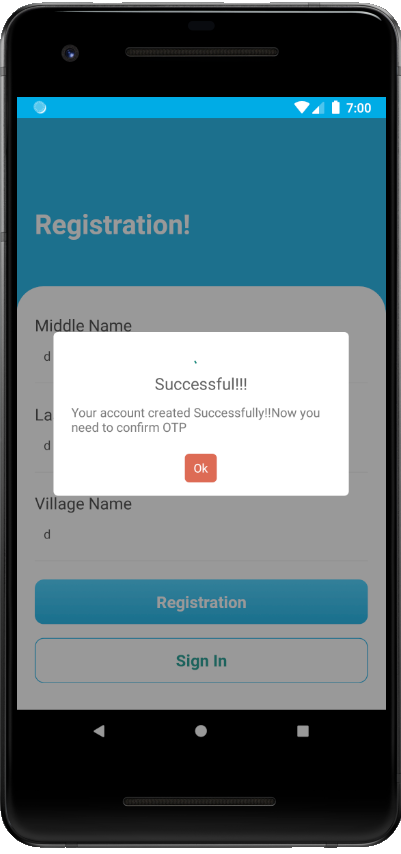 7:00
Registration!
Middle Name
d
Successful!!!
Your account created Successfully!!Now you
need to confirm OTP
Ok
La
d
Village Name
d
Registration
Sign In